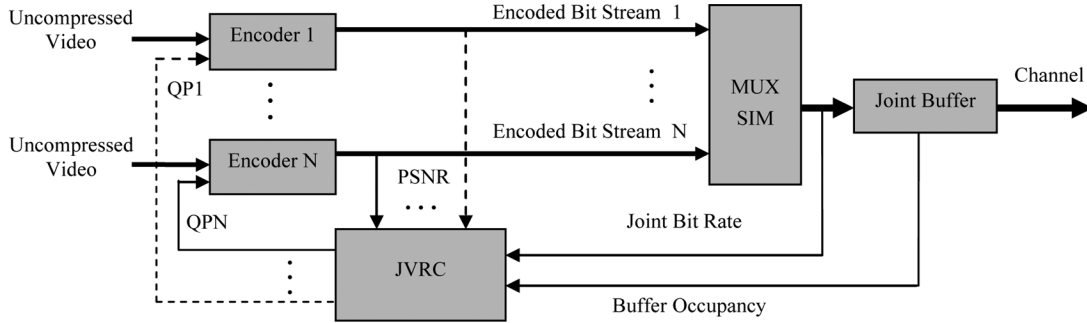 Uncompressed
Video
Encoder 1
Encoded Bit Stream 1
QP1
MUX
SIM
Joint Buffer
Channel
Uncompressed
Video
Encoder N
Encoded Bit Stream N
PSNR
QPN
JVRC
Joint Bit Rate
Buffer Occupancy